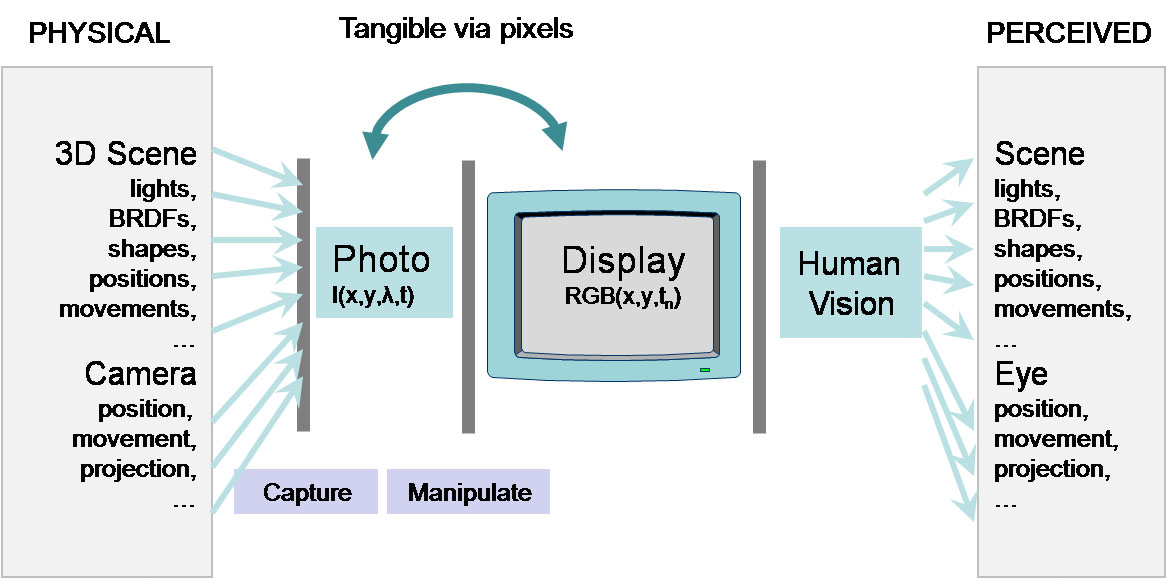 PHYSICAL
Tangible via pixels
PERCEIVED
3D Scene
lights,
BRDFs,
shapes,
positions,
movements,
...
Camera
position,
movement,
projection,
...
Photo
I(x,y,λ,t)
Display
RGB(x,y,tₙ)
Human
Vision
Scene
lights,
BRDFs,
shapes,
positions,
movements,
...
Eye
position,
movement,
projection,
...
Capture
Manipulate